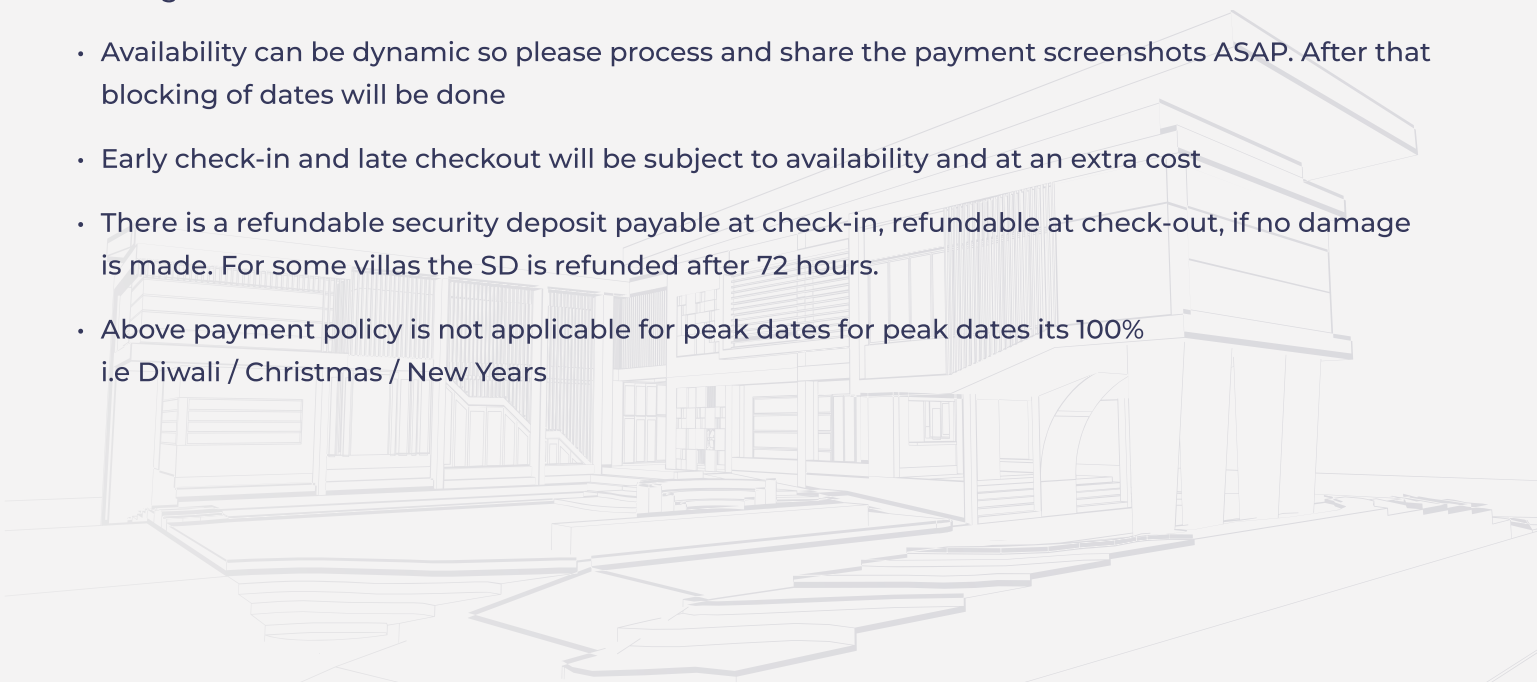 • Availability can be dynamic so please process and share the payment screenshots ASAP. After that
blocking of dates will be done
• Early check-in and late checkout will be subject to availability and at an extra cost
• There is a refundable security deposit payable at check-in, refundable at check-out, if no damage
is made. For some villas the SD is refunded after 72 hours.
• Above payment policy is not applicable for peak dates for peak dates its 100%
i.e Diwali / Christmas / New Years